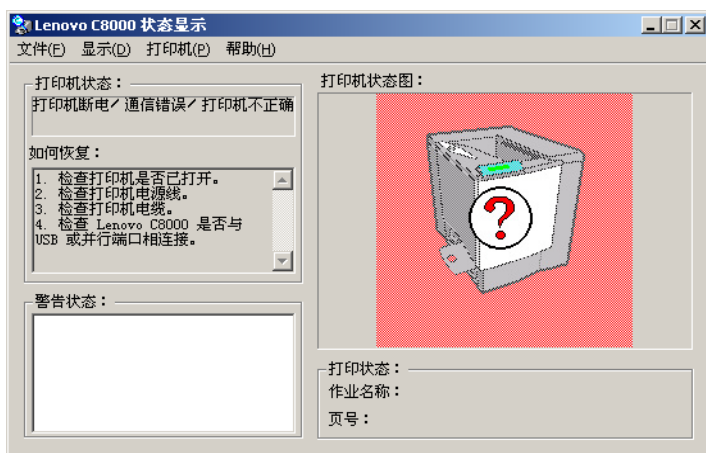 Lenovo C8000 状态显示
文件(F) 显示(D) 打印机(P) 帮助(H)
打印机状态：
打印机断电/ 通信错误/ 打印机不正确
如何恢复：
1. 检查打印机是否已打开。
2. 检查打印机电源线。
3. 检查打印机电缆。
4. 检查 Lenovo C8000 是否与
USB 或并行端口相连接。
警告状态：
打印机状态图：
?
打印状态：
作业名称：
页号：